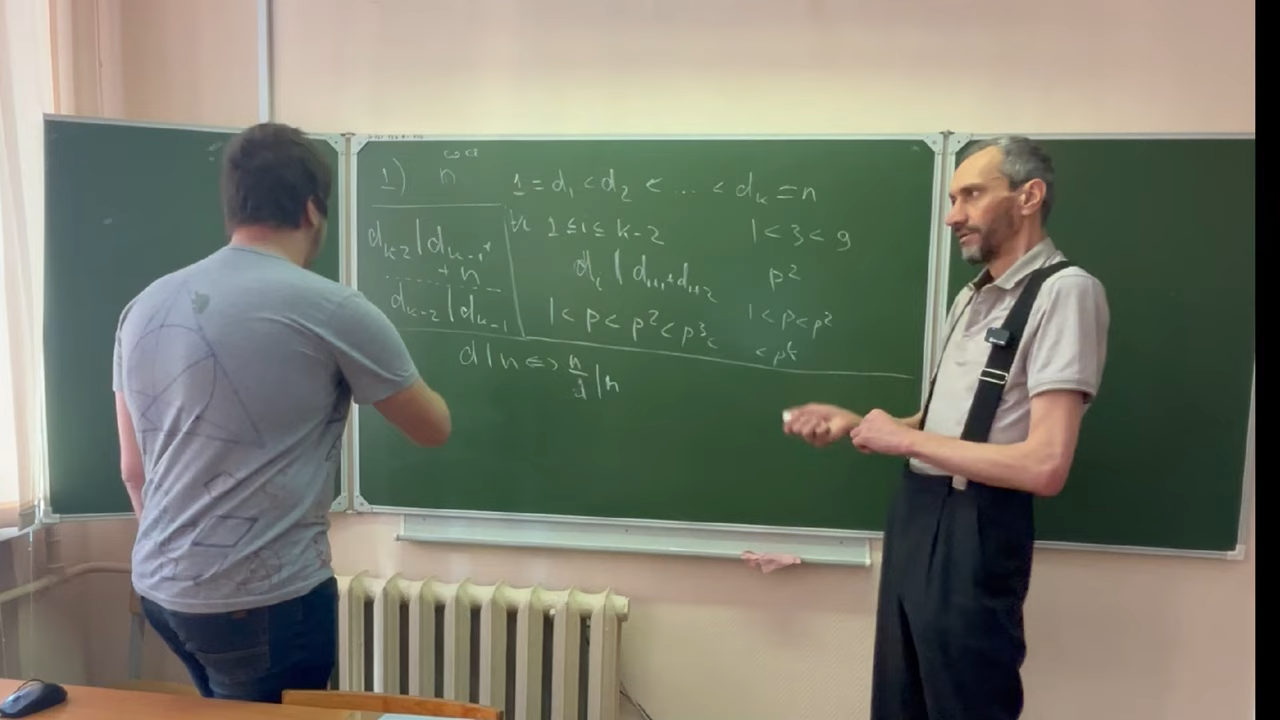 1) n
1 = d₁ < d₂ < ... < dₖ = n
∀i 1 ≤ i ≤ k-2
1 < 3 < 9
dᵢ | dᵢ₊₁ + dᵢ₊₂
p²
1 < p < p² < p³ <
1 < p < p²
< pᵏ
dₖ₋₂ | dₖ₋₁ +
..... + n
dₖ₋₂ | dₖ₋₁
d | n ⇔ n/d | n